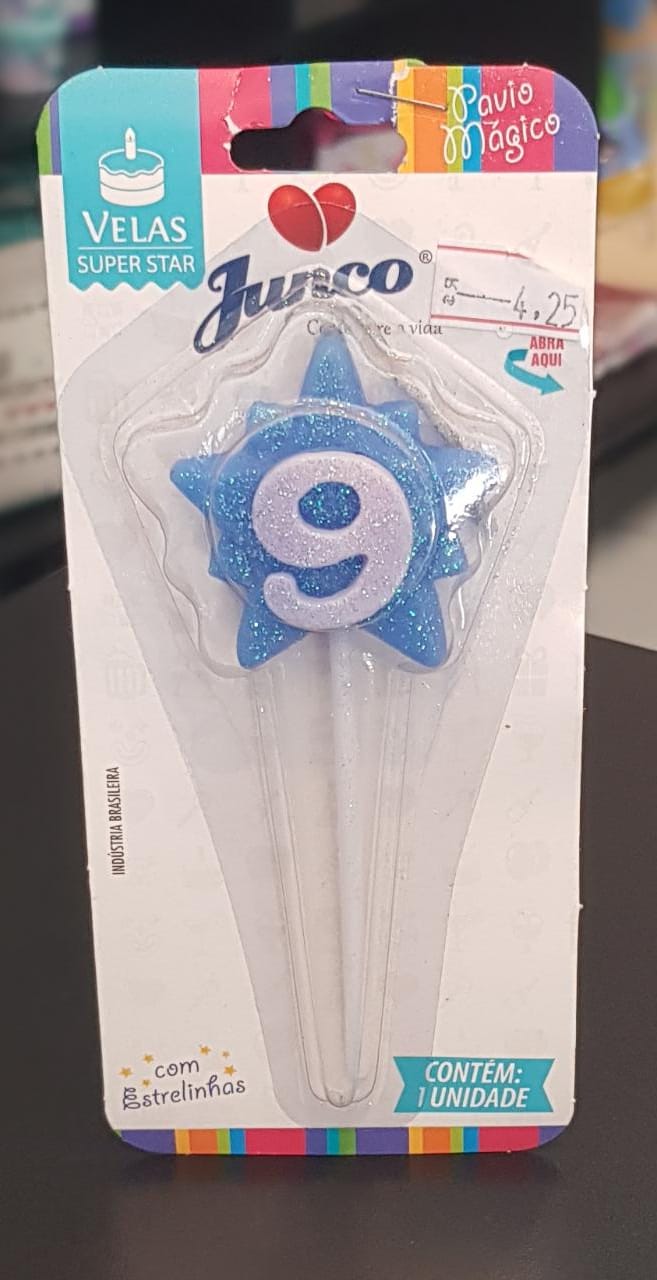 Pavio
Mágico
VELAS
SUPER STAR
Junco®
R$ 4,25
ABRA
AQUI
9
INDÚSTRIA BRASILEIRA
com
Estrelinhas
CONTÉM:
1 UNIDADE